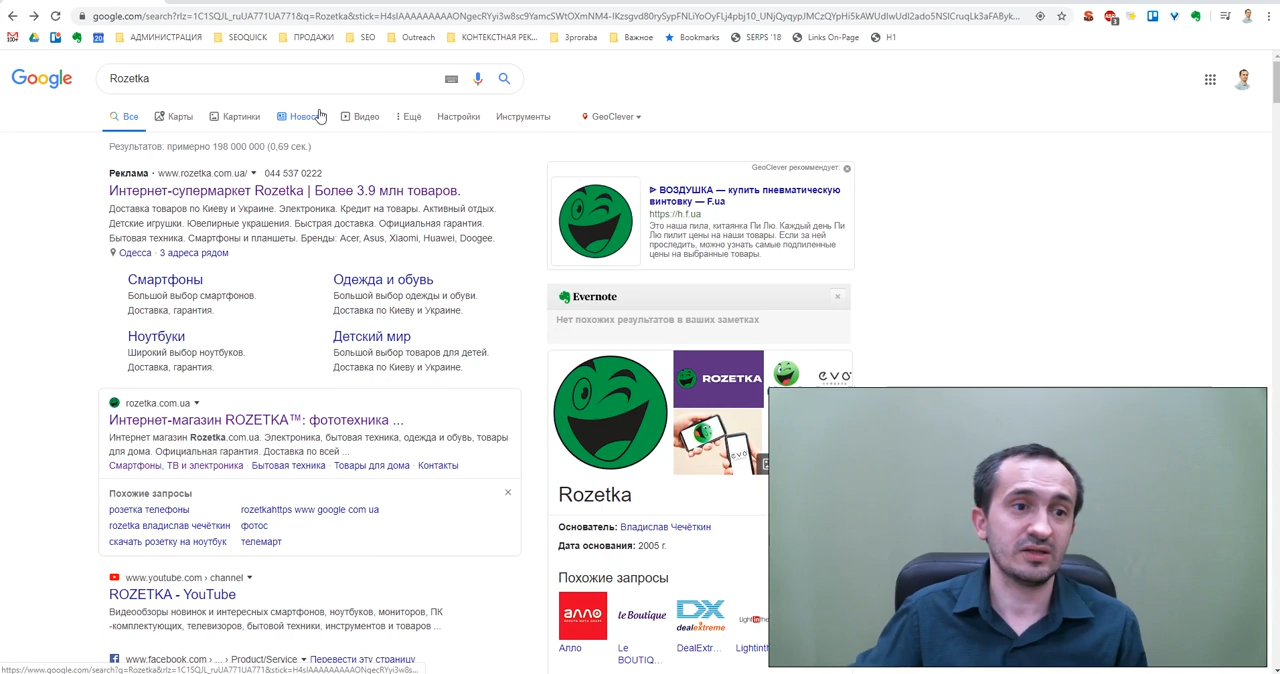 google.com/search?rlz=1C1SQJL_ruUA771UA771&q=Rozetka&stick=
АДМИНИСТРАЦИЯ
SEOQUICK
ПРОДАЖИ
SEO
Outreach
КОНТЕКСТНАЯ РЕК...
3proraba
Важное
Bookmarks
SERPS '18
Links On-Page
H1
Google
Rozetka
Все
Карты
Картинки
Новос
Видео
Ещё
Настройки
Инструменты
GeoClever
Результатов: примерно 198 000 000 (0,69 сек.)
Реклама · www.rozetka.com.ua/ 044 537 0222
Интернет-супермаркет Rozetka | Более 3.9 млн товаров.
Доставка товаров по Киеву и Украине. Электроника. Кредит на товары. Активный отдых.
Детские игрушки. Ювелирные украшения. Быстрая доставка. Официальная гарантия.
Бытовая техника. Смартфоны и планшеты. Бренды: Acer, Asus, Xiaomi, Huawei, Doogee.
Одесса · 3 адреса рядом
Смартфоны
Большой выбор смартфонов.
Доставка, гарантия.
Одежда и обувь
Большой выбор одежды и обуви.
Доставка по Киеву и Украине.
Ноутбуки
Широкий выбор ноутбуков.
Доставка, гарантия.
Детский мир
Большой выбор товаров для детей.
Доставка по Киеву и Украине.
rozetka.com.ua
Интернет-магазин ROZETKA™: фототехника ...
Интернет магазин Rozetka.com.ua. Электроника, бытовая техника, одежда и обувь, товары
для дома. Официальная гарантия. Доставка по всей ...
Смартфоны, ТВ и электроника · Бытовая техника · Товары для дома · Контакты
Похожие запросы
розетка телефоны
rozetkahttps www google com ua
rozetka владислав чечёткин
фотос
скачать розетку на ноутбук
телемарт
www.youtube.com › channel
ROZETKA - YouTube
Видеообзоры новинок и интересных смартфонов, ноутбуков, мониторов, ПК
-комплектующих, телевизоров, бытовой техники, инструментов и товаров ...
www.facebook.com › ... › Product/Service Перевести эту страницу
GeoClever рекомендует:
ВОЗДУШКА — купить пневматическую
винтовку — F.ua
https://h.f.ua
Это наша пила, китаянка Пи Лю. Каждый день Пи
Лю пилит цены на наши товары. Если за ней
проследить, можно узнать самые подпиленные
цены на выбранные товары.
Evernote
Нет похожих результатов в ваших заметках
ROZETKA
evo
evo
Rozetka
Основатель: Владислав Чечёткин
Дата основания: 2005 г.
Похожие запросы
алло
le Boutique
DX
dealextreme
Алло
Le
BOUTIQ...
DealExtr...